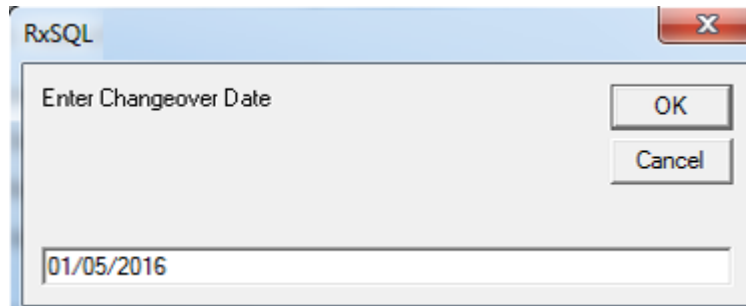 RxSQL
Enter Changeover Date
OK
Cancel
01/05/2016